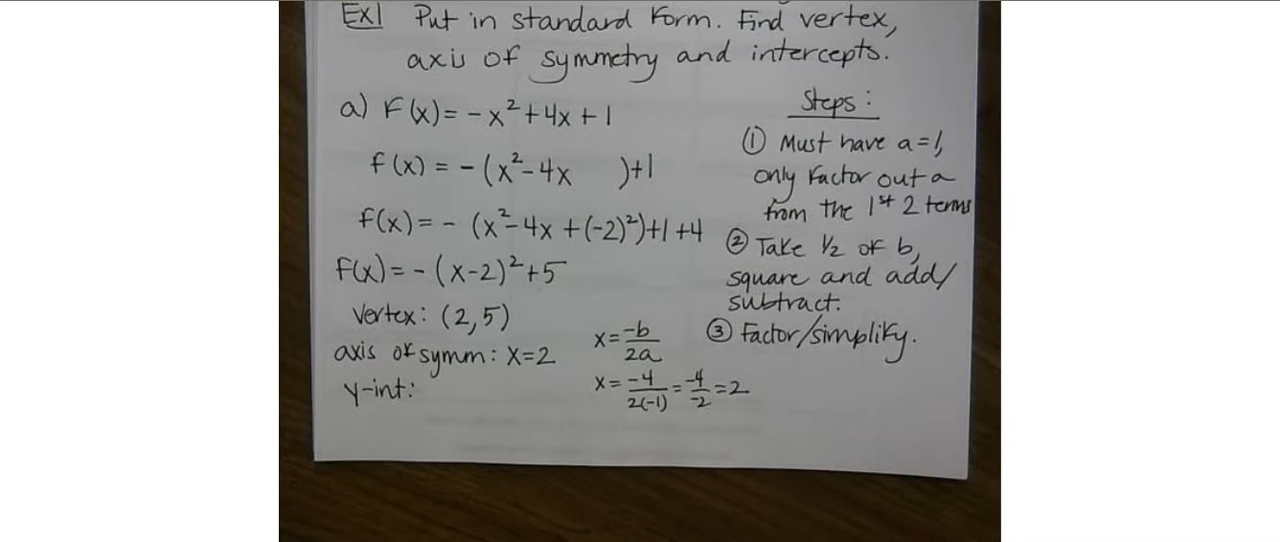 Ex1 Put in standard form. Find vertex,
axis of symmetry and intercepts.
a) f(x) = -x² + 4x + 1
f(x) = -(x² - 4x )+1
f(x) = - (x² - 4x + (-2)²)+1 +4
f(x) = - (x-2)² + 5
Vertex: (2,5)
axis of symm: x=2
y-int:
x = -b/2a
x = -4/2(-1) = -4/-2 = 2
Steps:
① Must have a=1,
only factor out a
from the 1st 2 terms
② Take 1/2 of b,
square and add/
subtract.
③ Factor/simplify.